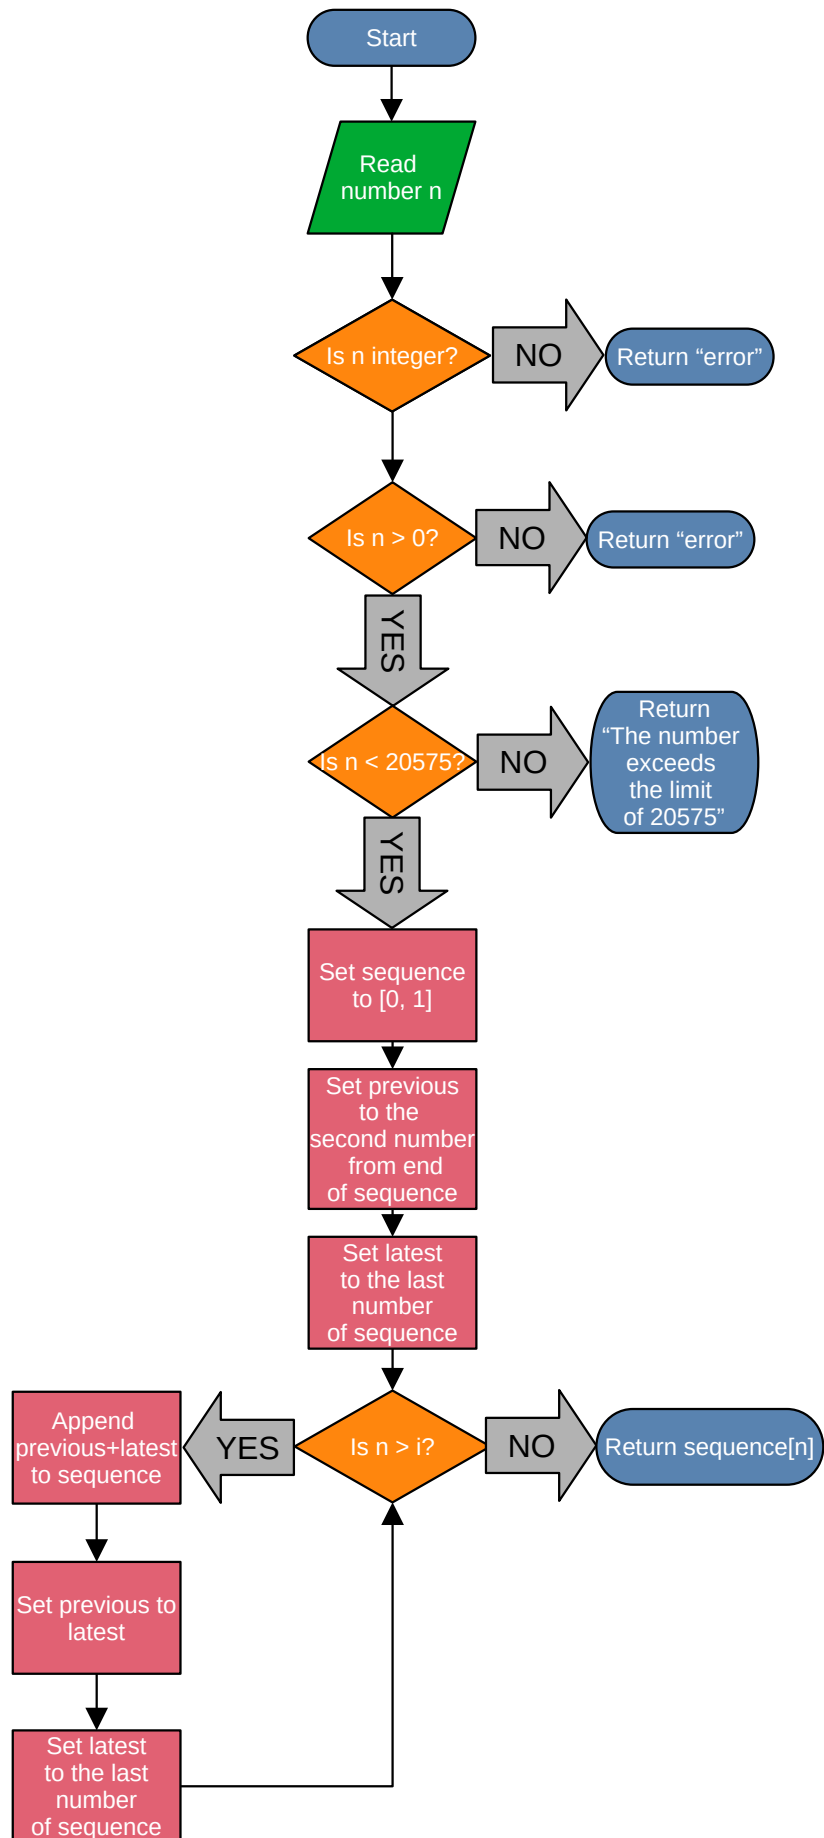 Start
Read
number n
Is n integer?
NO
Return “error”
Is n > 0?
NO
Return “error”
YES
Is n < 20575?
NO
Return
“The number
exceeds
the limit
of 20575”
YES
Set sequence
to [0, 1]
Set previous
to the
second number
from end
of sequence
Set latest
to the last
number
of sequence
Is n > i?
YES
NO
Return sequence[n]
Append
previous+latest
to sequence
Set previous to
latest
Set latest
to the last
number
of sequence